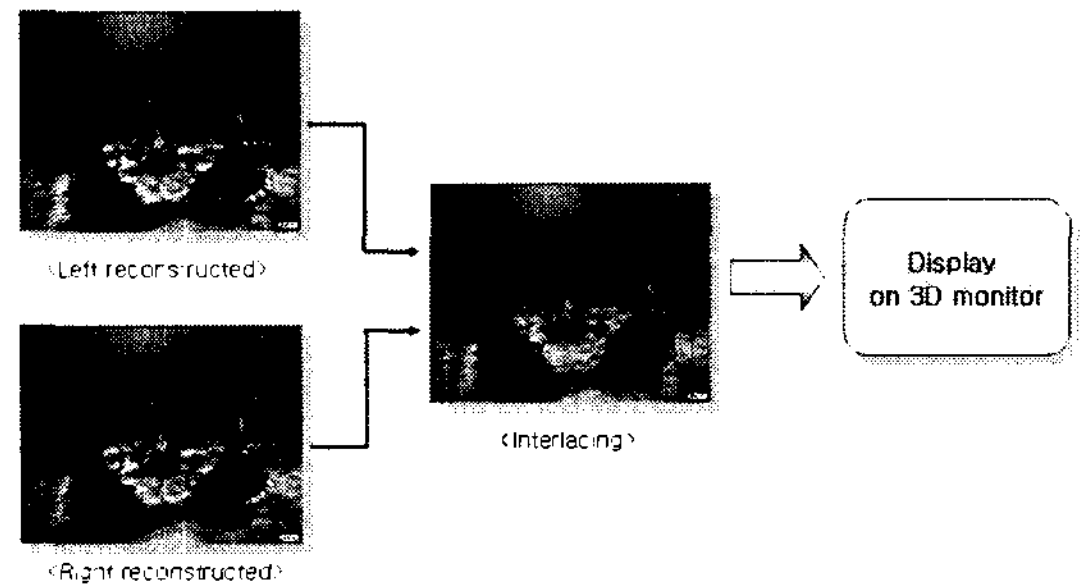 <Left reconstructed>
<Right reconstructed>
<Interlacing>
Display
on 3D monitor